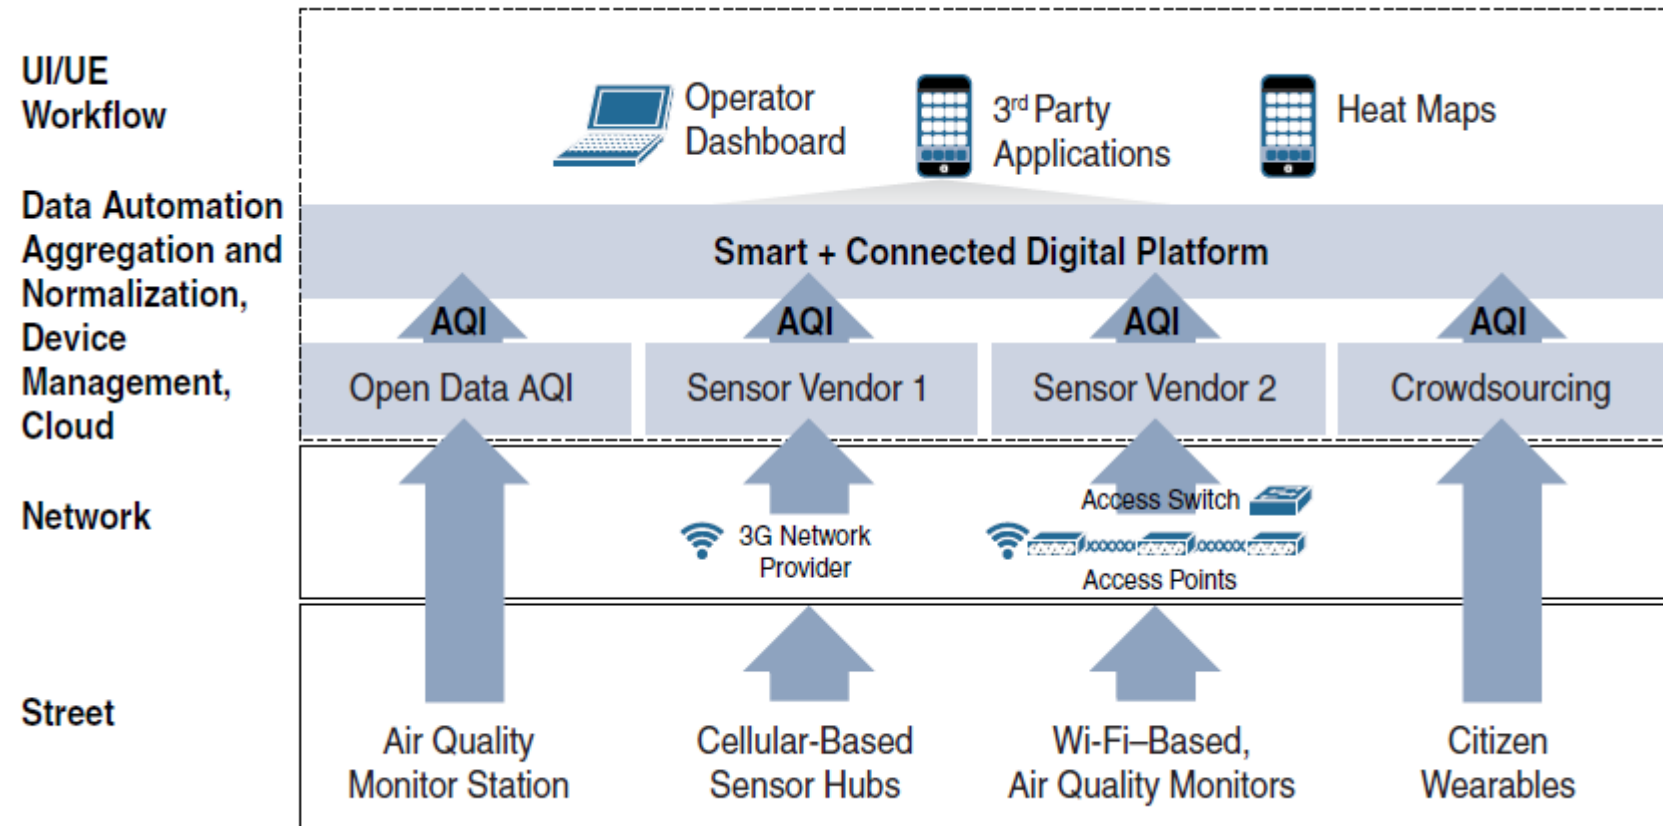 UI/UE
Workflow
Operator
Dashboard
3rd Party
Applications
Heat Maps
Data Automation
Aggregation and
Normalization,
Device
Management,
Cloud
Smart + Connected Digital Platform
AQI
AQI
AQI
AQI
Open Data AQI
Sensor Vendor 1
Sensor Vendor 2
Crowdsourcing
Network
3G Network
Provider
Access Switch
Access Points
Street
Air Quality
Monitor Station
Cellular-Based
Sensor Hubs
Wi-Fi–Based,
Air Quality Monitors
Citizen
Wearables